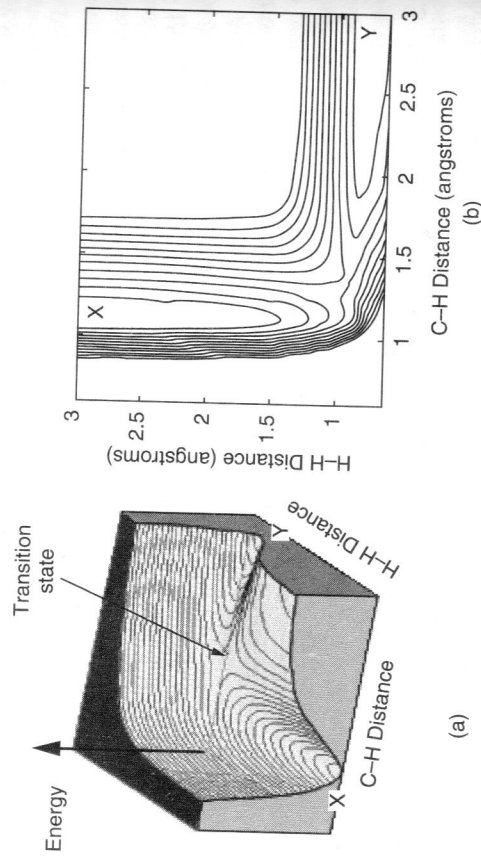 Energy
Transition
state
X
Y
C–H Distance
H–H Distance
(a)
H–H Distance (angstroms)
3
2.5
2
1.5
1
X
Y
1
1.5
2
2.5
3
C–H Distance (angstroms)
(b)